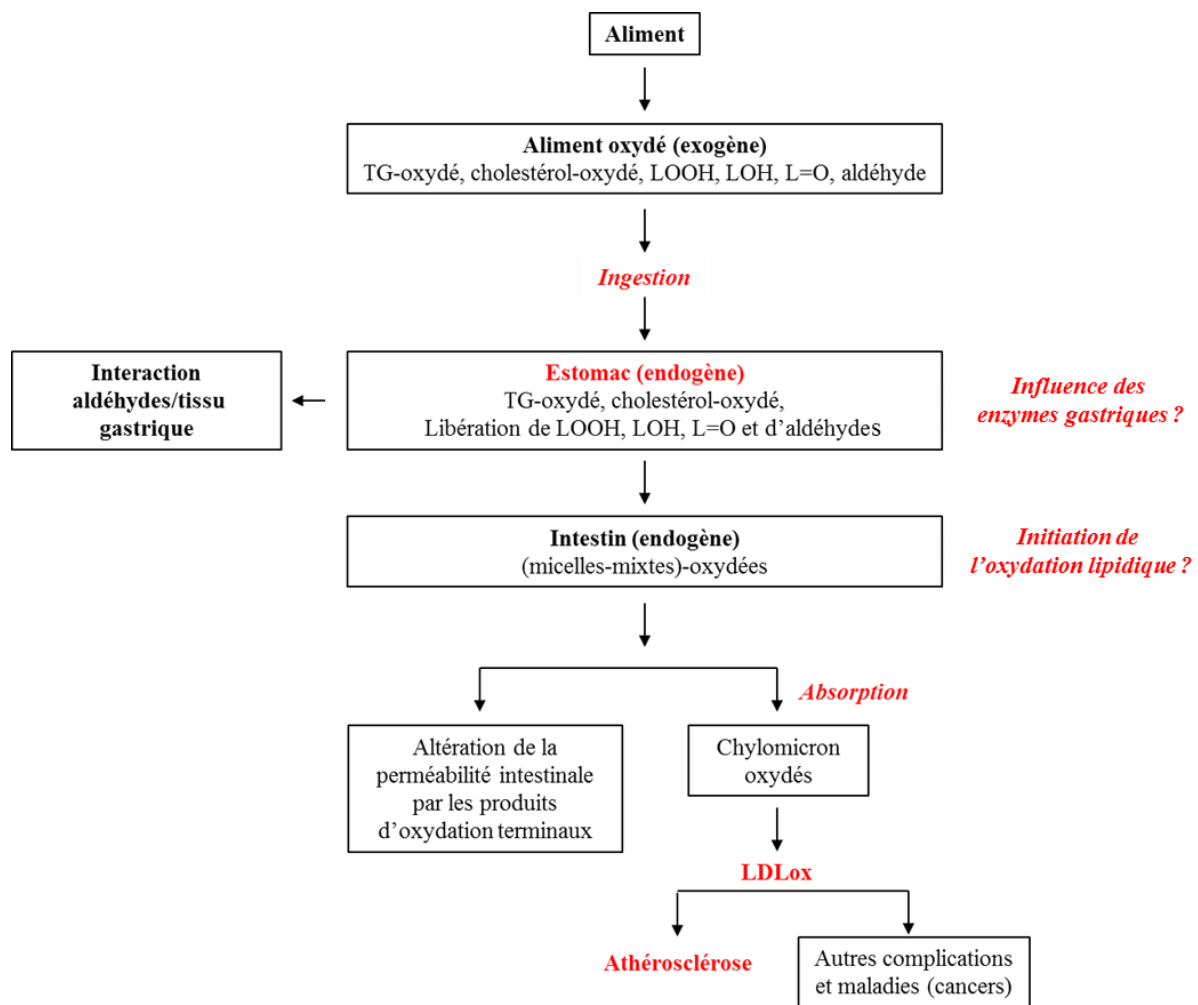 Aliment
Aliment oxydé (exogène)
TG-oxydé, cholestérol-oxydé, LOOH, LOH, L=O, aldéhyde
Ingestion
Interaction
aldéhydes/tissu
gastrique
Estomac (endogène)
TG-oxydé, cholestérol-oxydé,
Libération de LOOH, LOH, L=O et d’aldéhydes
Influence des
enzymes gastriques ?
Intestin (endogène)
(micelles-mixtes)-oxydées
Initiation de
l’oxydation lipidique ?
Absorption
Altération de la
perméabilité intestinale
par les produits
d’oxydation terminaux
Chylomicron
oxydés
LDLox
Athérosclérose
Autres complications
et maladies (cancers)